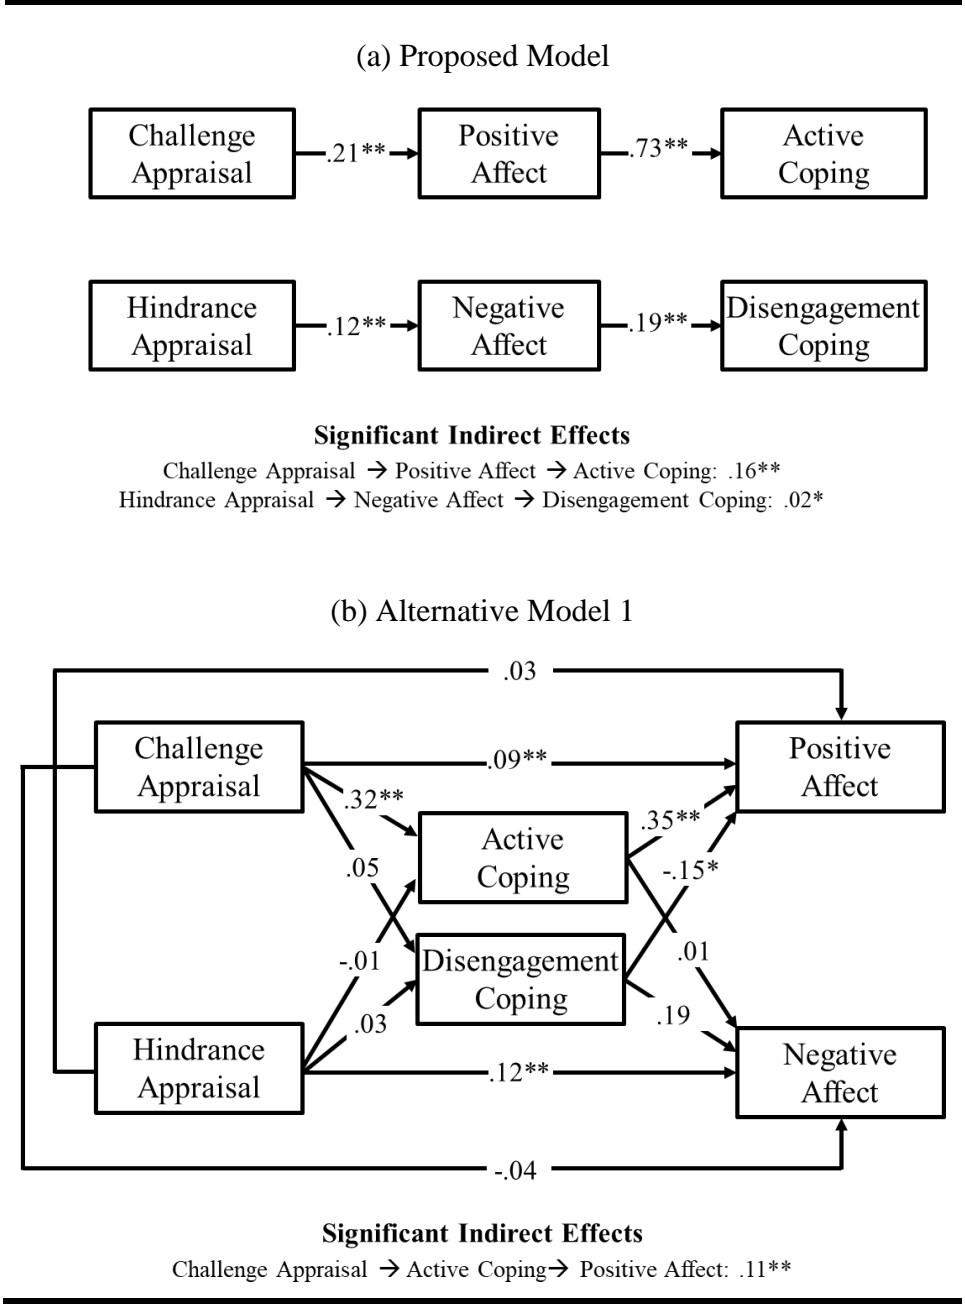 (a) Proposed Model
Challenge
Appraisal
.21**
Positive
Affect
.73**
Active
Coping
Hindrance
Appraisal
.12**
Negative
Affect
.19**
Disengagement
Coping
Significant Indirect Effects
Challenge Appraisal → Positive Affect → Active Coping: .16**
Hindrance Appraisal → Negative Affect → Disengagement Coping: .02*
(b) Alternative Model 1
.03
Challenge
Appraisal
.09**
Positive
Affect
.32**
.35**
Active
Coping
.05
-.15*
-.01
.01
Disengagement
Coping
.03
.19
Hindrance
Appraisal
.12**
Negative
Affect
-.04
Significant Indirect Effects
Challenge Appraisal → Active Coping→ Positive Affect: .11**